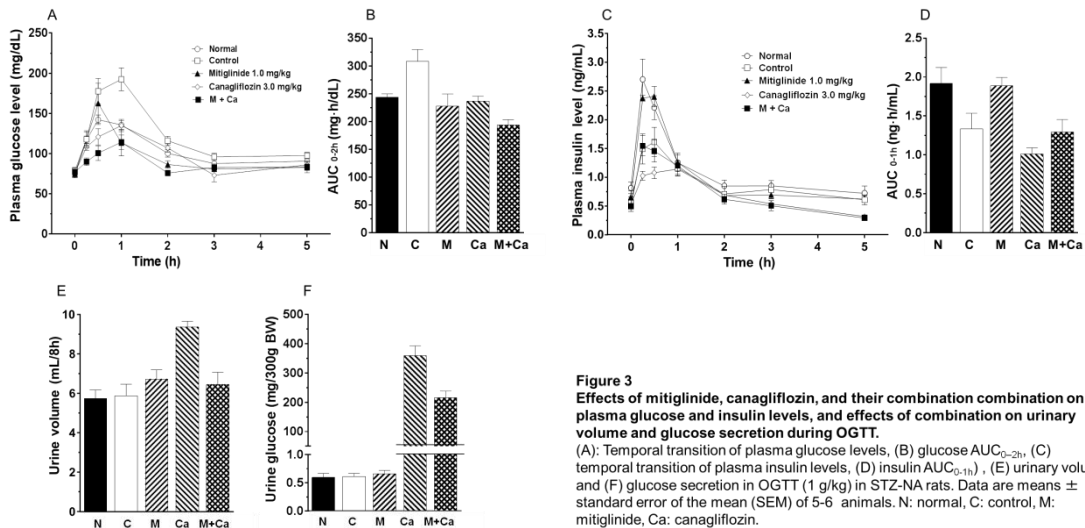 A
Plasma glucose level (mg/dL)
250
200
150
100
75
50
0
0 1 2 3 4 5
Time (h)
Normal
Control
Mitiglinide 1.0 mg/kg
Canagliflozin 3.0 mg/kg
M + Ca
B
AUC 0-2h (mg·h/dL)
400
350
300
250
200
150
100
50
0
N C M Ca M+Ca
C
Plasma insulin level (ng/mL)
3.5
3.0
2.5
2.0
1.5
1.0
0.5
0.0
0 1 2 3 4 5
Time (h)
Normal
Control
Mitiglinide 1.0 mg/kg
Canagliflozin 3.0 mg/kg
M + Ca
D
AUC 0-1h (ng·h/mL)
2.5
2.0
1.5
1.0
0.5
0.0
N C M Ca M+Ca
E
Urine volume (mL/8h)
10
8
6
4
2
0
N C M Ca M+Ca
F
Urine glucose (mg/300g BW)
500
400
300
200
100
50
1.0
0.5
0.0
N C M Ca M+Ca
Figure 3
Effects of mitiglinide, canagliflozin, and their combination combination on
plasma glucose and insulin levels, and effects of combination on urinary
volume and glucose secretion during OGTT.
(A): Temporal transition of plasma glucose levels, (B) glucose AUC0–2h, (C)
temporal transition of plasma insulin levels, (D) insulin AUC0-1h) , (E) urinary volu
and (F) glucose secretion in OGTT (1 g/kg) in STZ-NA rats. Data are means ±
standard error of the mean (SEM) of 5-6 animals. N: normal, C: control, M:
mitiglinide, Ca: canagliflozin.